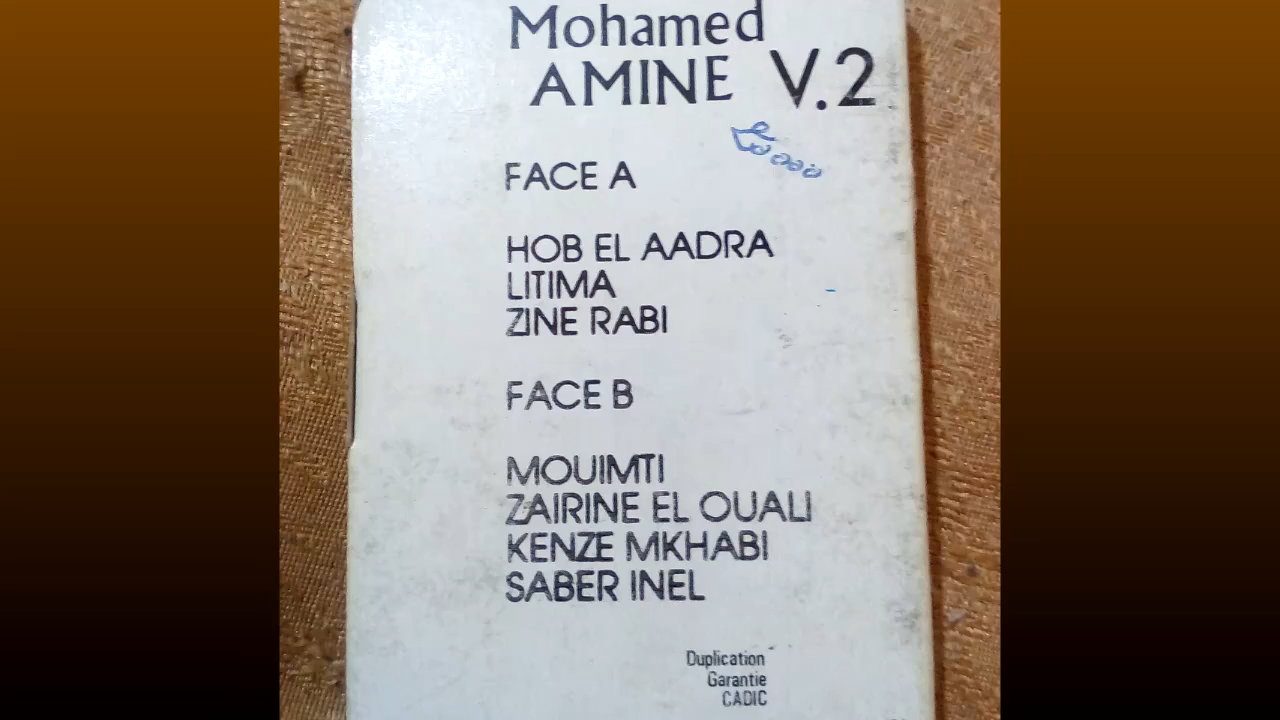 Mohamed
AMINE V.2
FACE A
HOB EL AADRA
LITIMA
ZINE RABI
FACE B
MOUIMTI
ZAIRINE EL OUALI
KENZE MKHABI
SABER INEL
Duplication
Garantie
CADIC